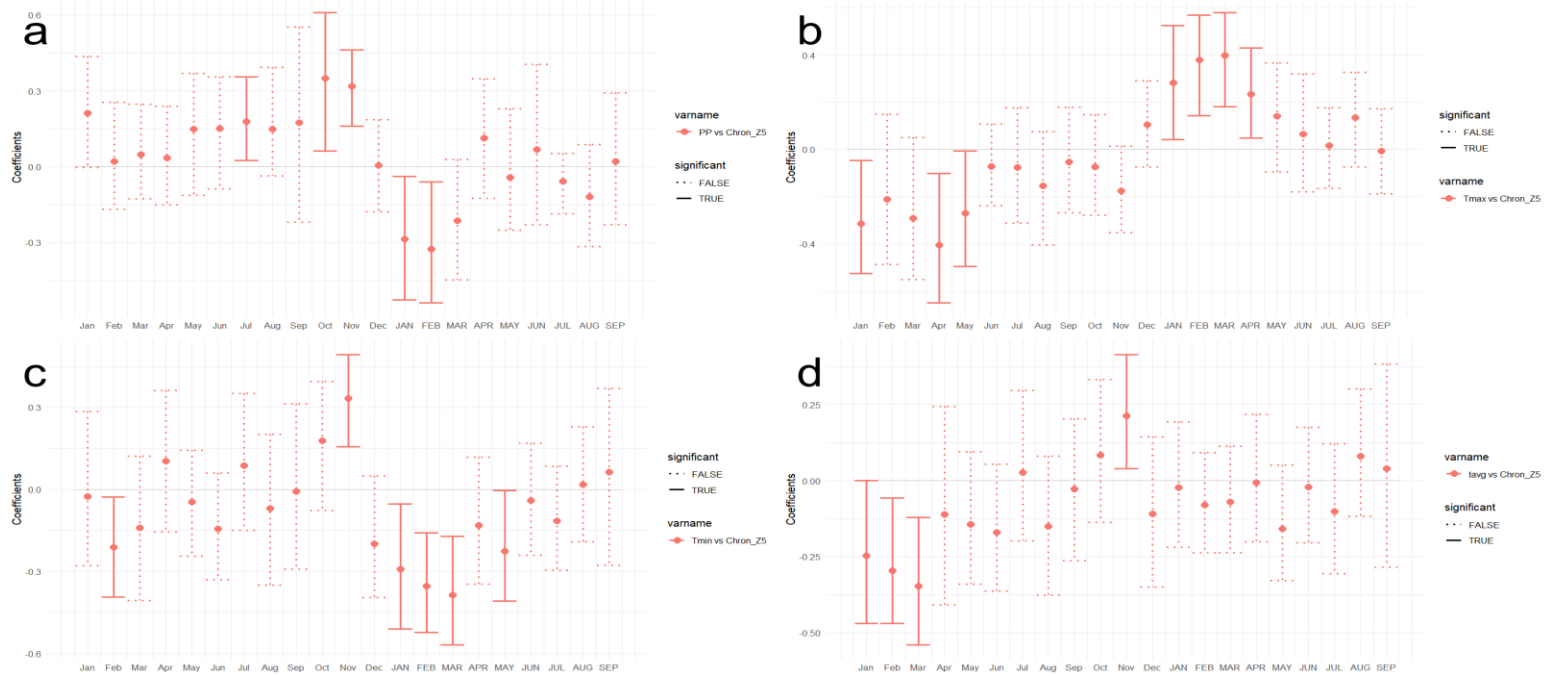 a
0.6
0.3
0.0
-0.3
Coefficients
Jan Feb Mar Apr May Jun Jul Aug Sep Oct Nov Dec JAN FEB MAR APR MAY JUN JUL AUG SEP
varname
PP vs Chron_Z5
significant
FALSE
TRUE
b
0.4
0.0
-0.4
Coefficients
Jan Feb Mar Apr May Jun Jul Aug Sep Oct Nov Dec JAN FEB MAR APR MAY JUN JUL AUG SEP
significant
FALSE
TRUE
varname
Tmax vs Chron_Z5
c
0.3
0.0
-0.3
-0.6
Coefficients
Jan Feb Mar Apr May Jun Jul Aug Sep Oct Nov Dec JAN FEB MAR APR MAY JUN JUL AUG SEP
significant
FALSE
TRUE
varname
Tmin vs Chron_Z5
d
0.25
0.00
-0.25
-0.50
Coefficients
Jan Feb Mar Apr May Jun Jul Aug Sep Oct Nov Dec JAN FEB MAR APR MAY JUN JUL AUG SEP
varname
tavg vs Chron_Z5
significant
FALSE
TRUE